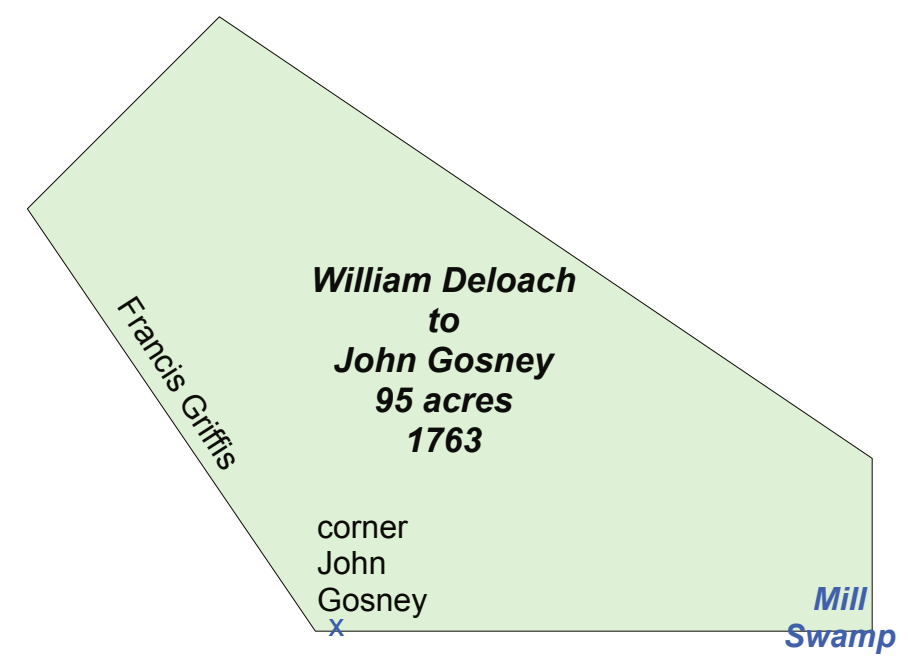 William Deloach
to
John Gosney
95 acres
1763
Francis Griffis
corner
John
Gosney
x
Mill
Swamp